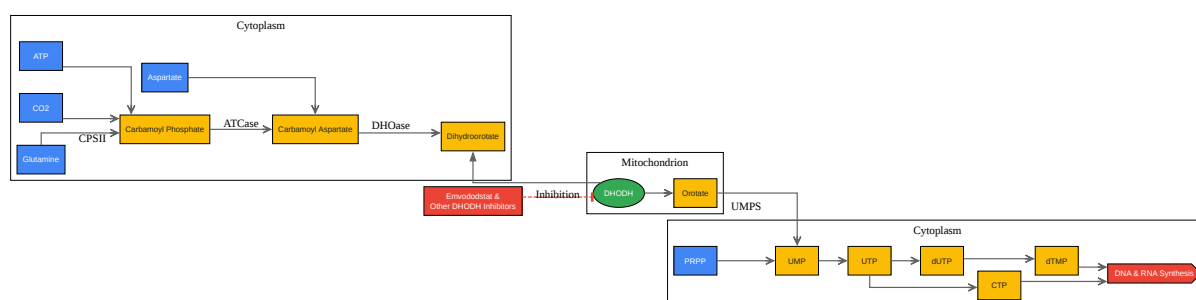 Cytoplasm
ATP
Aspartate
CO2
Carbamoyl Phosphate
ATCase
Carbamoyl Aspartate
DHOase
Dihydroorotate
CPSII
Glutamine
Mitochondrion
Emvododstat &
Other DHODH Inhibitors
Inhibition
DHODH
Orotate
UMPS
Cytoplasm
PRPP
UMP
UTP
dUTP
dTMP
CTP
DNA & RNA Synthesis